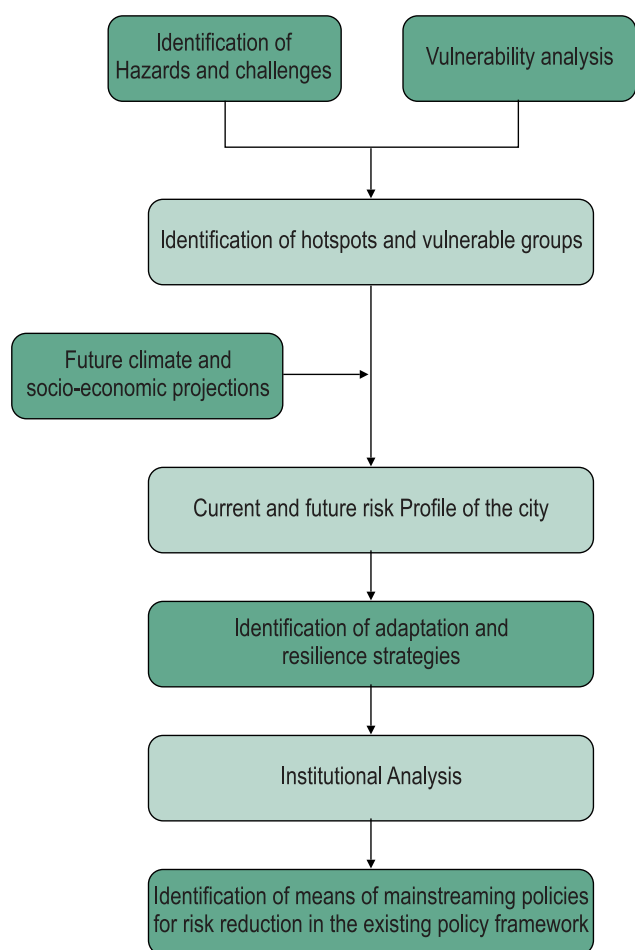 Identification of
Hazards and challenges
Vulnerability analysis
Identification of hotspots and vulnerable groups
Future climate and
socio-economic projections
Current and future risk Profile of the city
Identification of adaptation and
resilience strategies
Institutional Analysis
Identification of means of mainstreaming policies
for risk reduction in the existing policy framework